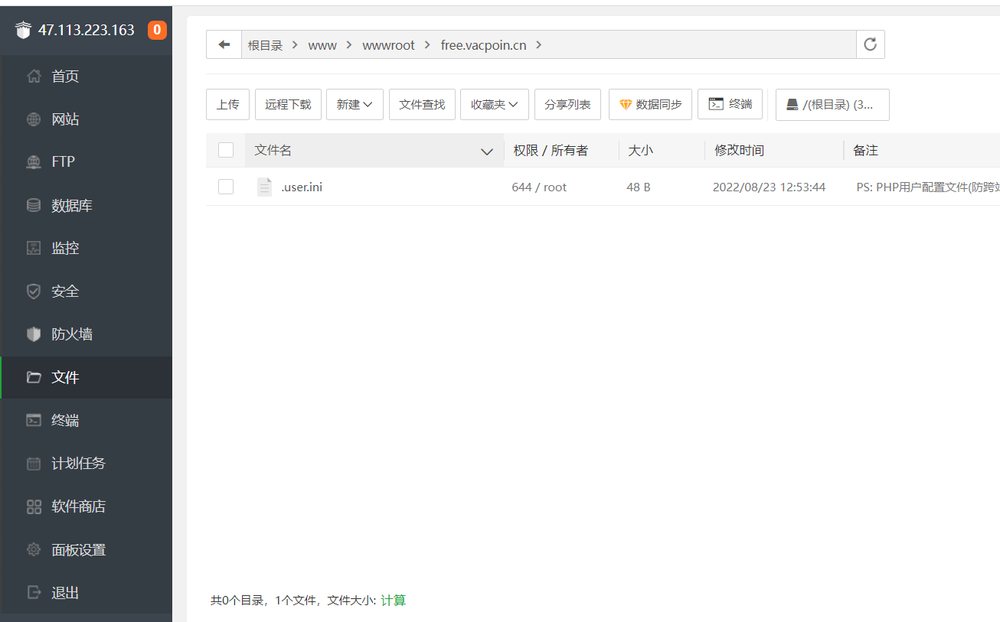 47.113.223.163 0
首页
网站
FTP
数据库
监控
安全
防火墙
文件
终端
计划任务
软件商店
面板设置
退出
根目录 > www > wwwroot > free.vacpoin.cn >
上传 远程下载 新建 文件查找 收藏夹 分享列表 数据同步 终端 /(根目录) (3...
文件名 权限 / 所有者 大小 修改时间 备注
.user.ini 644 / root 48 B 2022/08/23 12:53:44 PS: PHP用户配置文件(防跨站
共0个目录，1个文件，文件大小: 计算